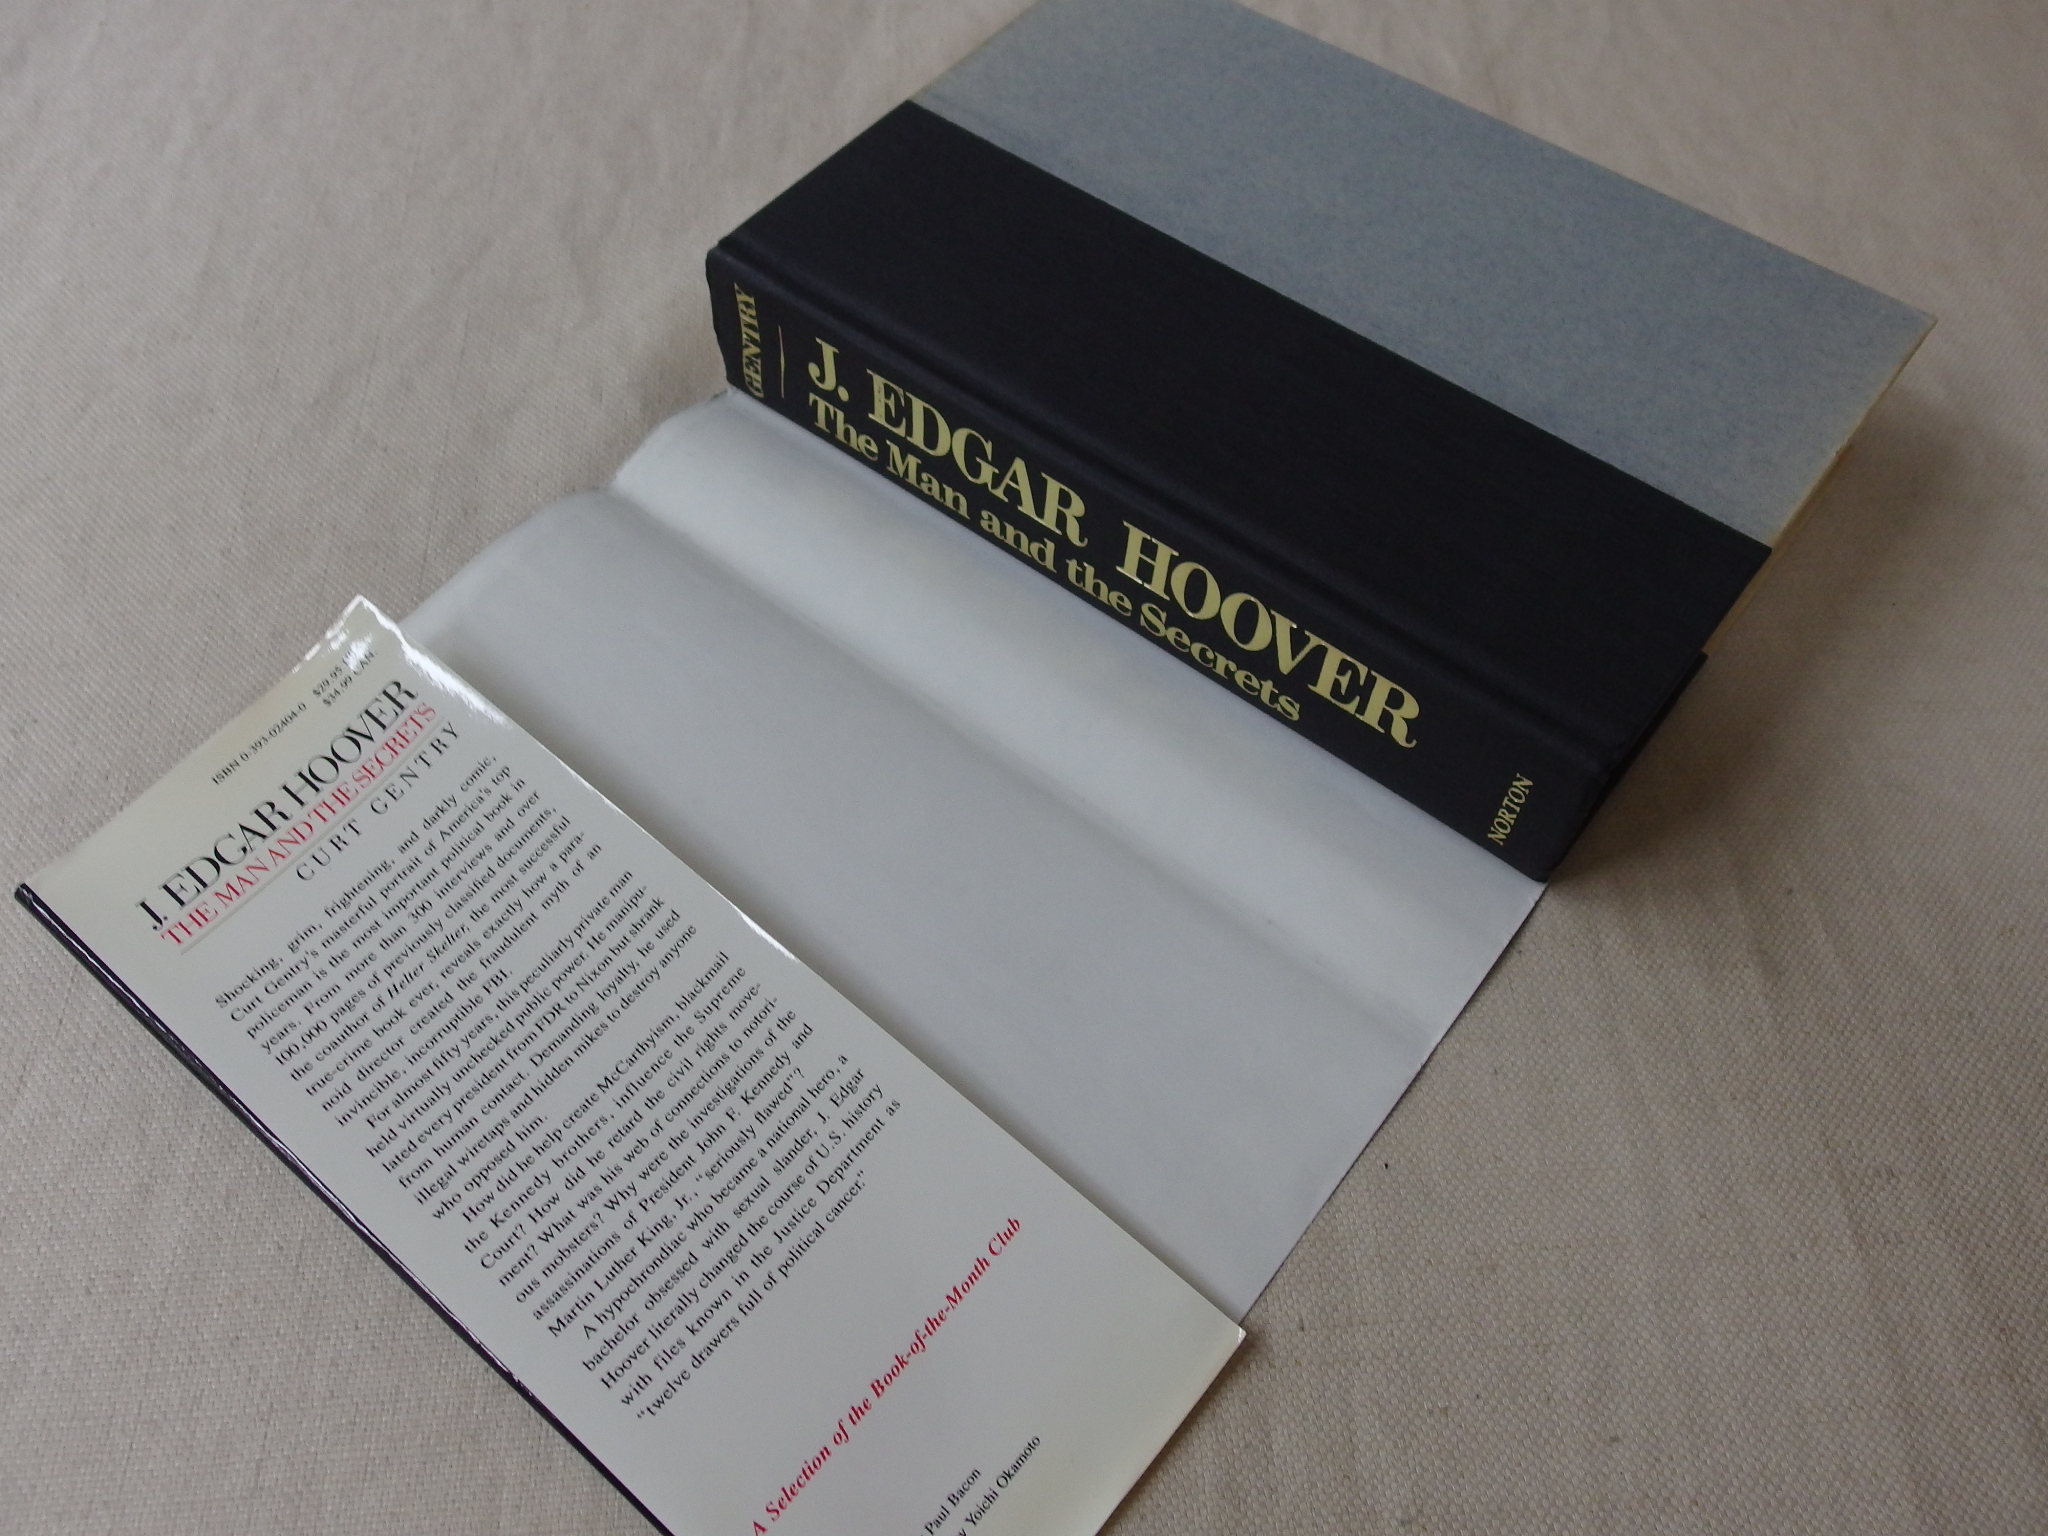 GENTRY
J. EDGAR HOOVER
The Man and the Secrets
NORTON
ISBN 0-393-02404-0
$29.95
$34.99 CAN.
J. EDGAR HOOVER
THE MAN AND THE SECRETS
CURT GENTRY
Shocking, grim, frightening, and darkly comic,
Curt Gentry's masterful portrait of America's top
policeman is the most important political book in
years. From more than 300 interviews and over
100,000 pages of previously classified documents,
the coauthor of Helter Skelter, the most successful
true-crime book ever, reveals exactly how a para-
noid director created the fraudulent myth of an
invincible, incorruptible FBI.
For almost fifty years, this peculiarly private man
held virtually unchecked public power. He manipu-
lated every president from FDR to Nixon but shrank
from human contact. Demanding loyalty, he used
illegal wiretaps and hidden mikes to destroy anyone
who opposed him.
How did he help create McCarthyism, blackmail
the Kennedy brothers, influence the Supreme
Court? How did he retard the civil rights move-
ment? What was his web of connections to notori-
ous mobsters? Why were the investigations of the
assassinations of President John F. Kennedy and
Martin Luther King, Jr., "seriously flawed"?
A hypochrondiac who became a national hero, a
bachelor obsessed with sexual slander, J. Edgar
Hoover literally changed the course of U.S. history
with files known in the Justice Department as
"twelve drawers full of political cancer."
A Selection of the Book-of-the-Month Club
Paul Bacon
Yoichi Okamoto